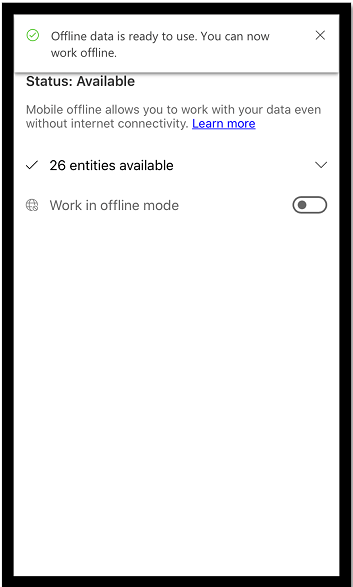 Offline data is ready to use. You can now
work offline.
Status: Available
Mobile offline allows you to work with your data even
without internet connectivity. Learn more
26 entities available
Work in offline mode